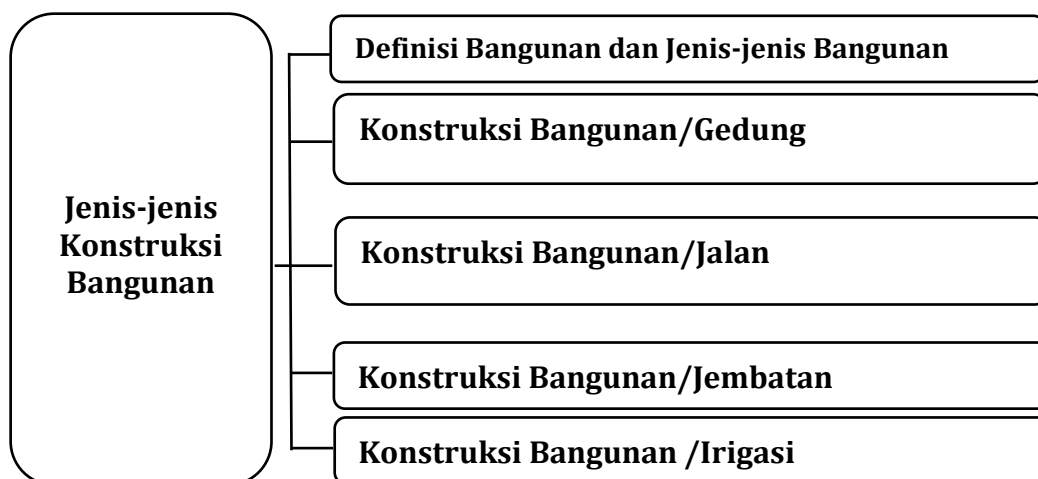 Jenis-jenis
Konstruksi
Bangunan
Definisi Bangunan dan Jenis-jenis Bangunan
Konstruksi Bangunan/Gedung
Konstruksi Bangunan/Jalan
Konstruksi Bangunan/Jembatan
Konstruksi Bangunan /Irigasi